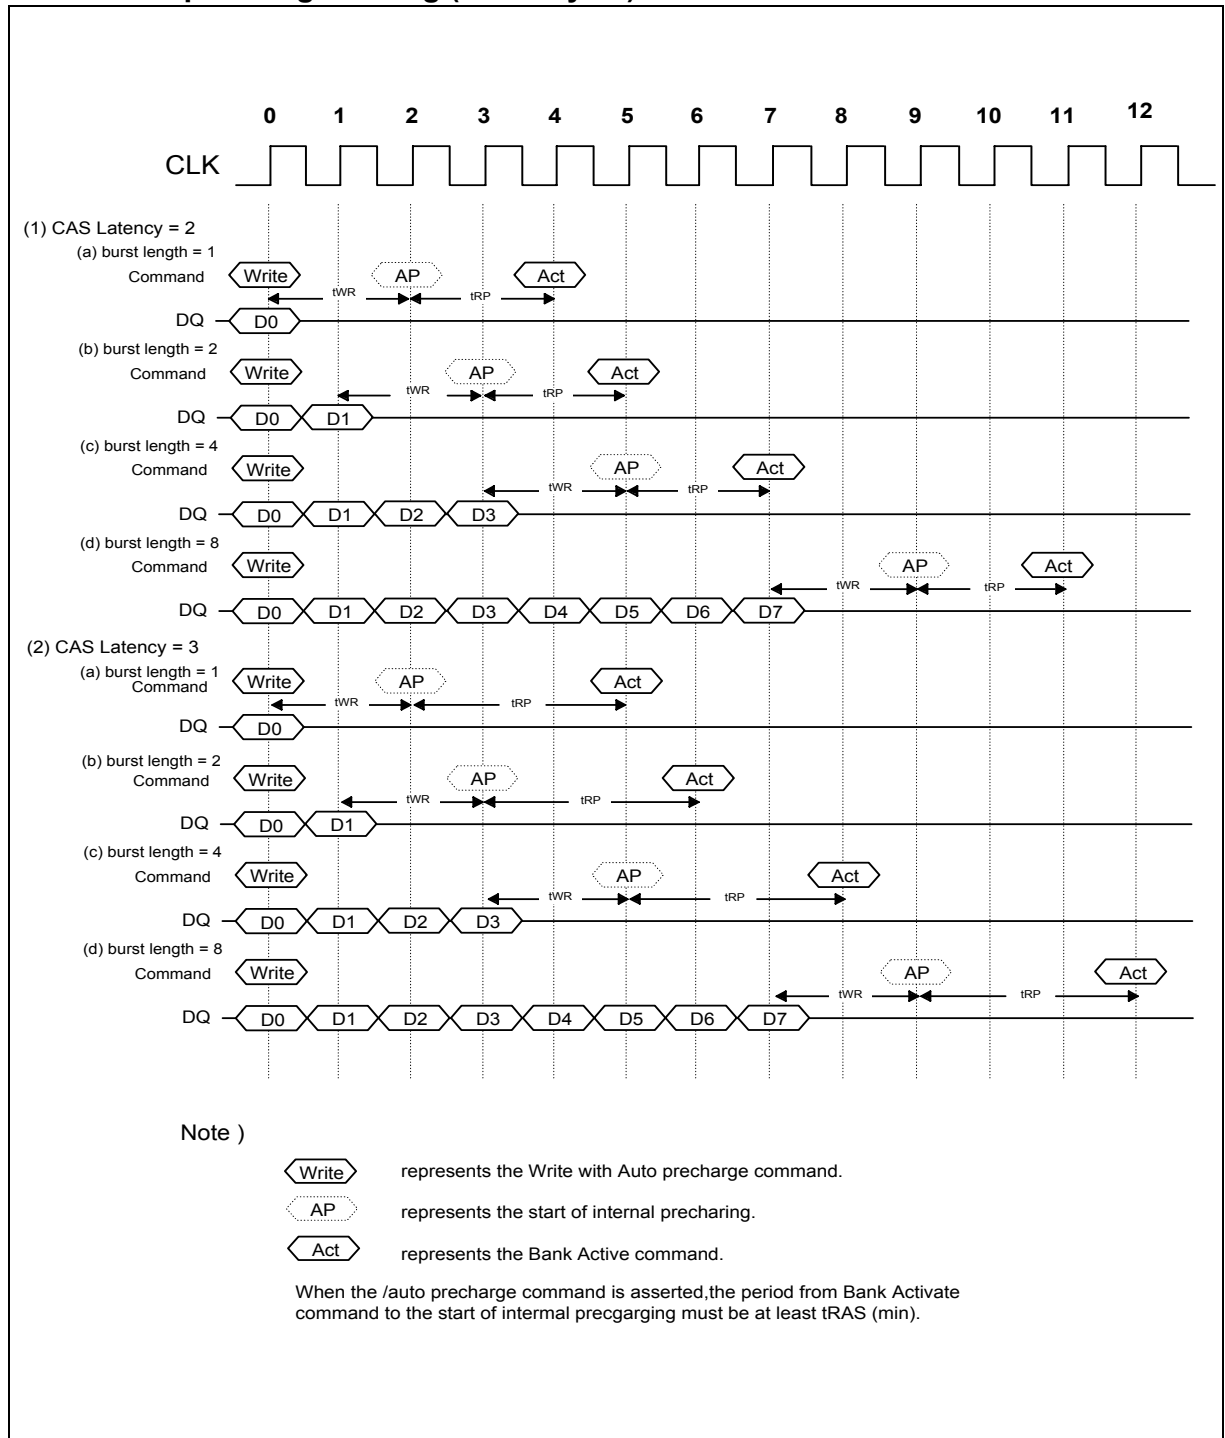 0 1 2 3 4 5 6 7 8 9 10 11 12
CLK
(1) CAS Latency = 2
(a) burst length = 1
Command Write AP Act
tWR tRP
DQ D0
(b) burst length = 2
Command Write AP Act
tWR tRP
DQ D0 D1
(c) burst length = 4
Command Write AP Act
tWR tRP
DQ D0 D1 D2 D3
(d) burst length = 8
Command Write AP Act
tWR tRP
DQ D0 D1 D2 D3 D4 D5 D6 D7
(2) CAS Latency = 3
(a) burst length = 1
Command Write AP Act
tWR tRP
DQ D0
(b) burst length = 2
Command Write AP Act
tWR tRP
DQ D0 D1
(c) burst length = 4
Command Write AP Act
tWR tRP
DQ D0 D1 D2 D3
(d) burst length = 8
Command Write AP Act
tWR tRP
DQ D0 D1 D2 D3 D4 D5 D6 D7
Note )
Write represents the Write with Auto precharge command.
AP represents the start of internal precharing.
Act represents the Bank Active command.
When the /auto precharge command is asserted,the period from Bank Activate
command to the start of intermal precgarging must be at least tRAS (min).